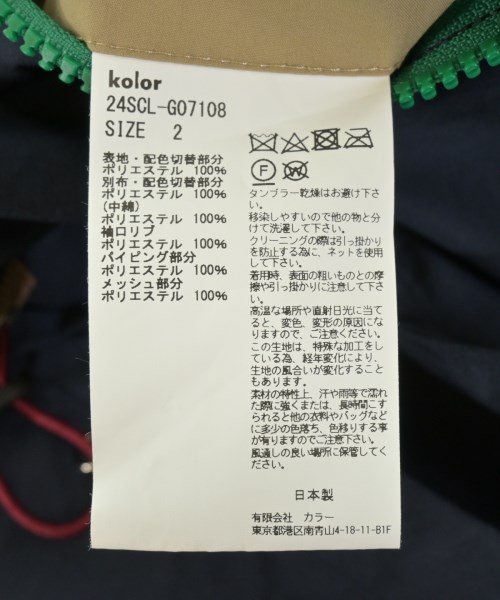 kolor
24SCL-G07108
SIZE 2
表地・配色切替部分
ポリエステル 100%
別布・配色切替部分
ポリエステル 100%
(中綿)
ポリエステル 100%
袖口リブ
ポリエステル 100%
パイピング部分
ポリエステル 100%
メッシュ部分
ポリエステル 100%
F W
タンブラー乾燥はお避け下さ
い。
移染しやすいので他の物と分
けて洗濯して下さい。
クリーニングの際は引っ掛かり
を防止する為に、ネットを使用
して下さい。
着用時、表面の粗いものとの摩
擦や引っ掛かりに注意して下さ
い。
高温な場所や直射日光に当て
ると、変色、変形の原因にな
りますので、ご注意ください。
この生地は、特殊な加工をし
ている為、経年変化により、
生地の風合いが変化すること
もあります。
素材の特性上、汗や雨等で濡れ
た際に強くまたは、長時間こす
られると他の衣料やバッグなど
に多少の色落ち、色移りする事
が有りますのでご注意下さい。
風通しの良い場所に保管してく
ださい。
日本製
有限会社 カラー
東京都港区南青山4-18-11-B1F